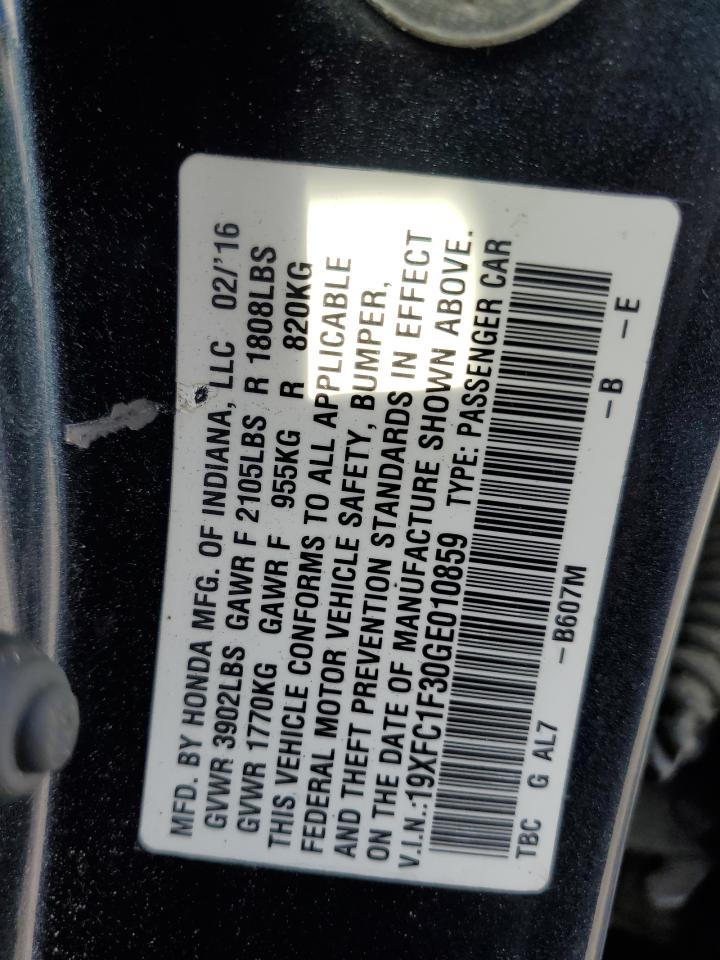 MFD. BY HONDA MFG. OF INDIANA, LLC 02/'16
GVWR 3902LBS GAWR F 2105LBS R 1808LBS
GVWR 1770KG GAWR F 955KG R 820KG
THIS VEHICLE CONFORMS TO ALL APPLICABLE
FEDERAL MOTOR VEHICLE SAFETY, BUMPER,
AND THEFT PREVENTION STANDARDS IN EFFECT
ON THE DATE OF MANUFACTURE SHOWN ABOVE.
V.I.N.:19XFC1F30GE010859 TYPE: PASSENGER CAR
TBC G AL7 -B607M -B -E